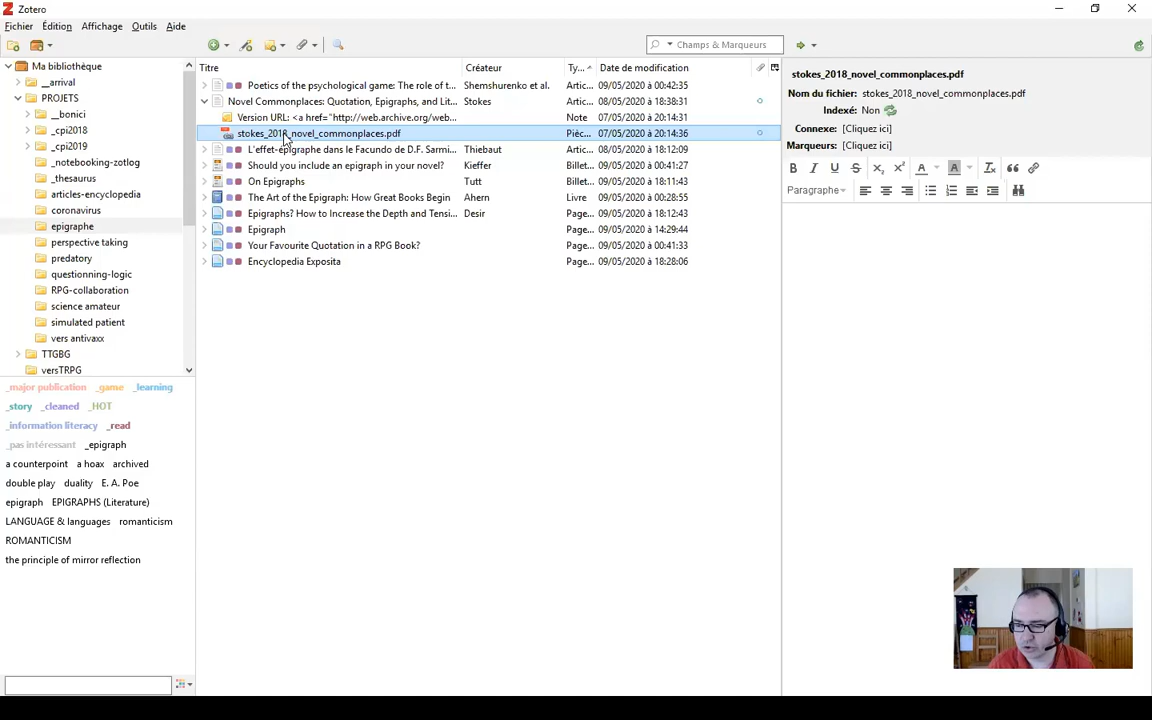 Zotero
Fichier Édition Affichage Outils Aide
Champs & Marqueurs
Ma bibliothèque
__arrival
PROJETS
__bonici
_cpi2018
_cpi2019
_notebooking-zotlog
_thesaurus
articles-encyclopedia
coronavirus
epigraphe
perspective taking
predatory
questionning-logic
RPG-collaboration
science amateur
simulated patient
vers antivaxx
TTGBG
versTRPG
_major publication _game _learning
_story _cleaned _HOT
_information literacy _read
_pas intéressant _epigraph
a counterpoint a hoax archived
double play duality E. A. Poe
epigraph EPIGRAPHS (Literature)
LANGUAGE & languages romanticism
ROMANTICISM
the principle of mirror reflection
Titre Créateur Ty... Date de modification
Poetics of the psychological game: The role of t... Shemshurenko et al. Artic... 09/05/2020 à 00:42:35
Novel Commonplaces: Quotation, Epigraphs, and Lit... Stokes Artic... 08/05/2020 à 18:38:31
Version URL: <a href="http://web.archive.org/web... Note 07/05/2020 à 20:14:31
stokes_2018_novel_commonplaces.pdf Pièc... 07/05/2020 à 20:14:36
L'effet-épigraphe dans le Facundo de D.F. Sarmi... Thiebaut Artic... 08/05/2020 à 18:12:09
Should you include an epigraph in your novel? Kieffer Billet... 09/05/2020 à 00:41:27
On Epigraphs Tutt Billet... 09/05/2020 à 18:11:43
The Art of the Epigraph: How Great Books Begin Ahern Livre 09/05/2020 à 00:28:55
Epigraphs? How to Increase the Depth and Tensi... Desir Page... 09/05/2020 à 18:12:43
Epigraph Page... 09/05/2020 à 14:29:44
Your Favourite Quotation in a RPG Book? Page... 09/05/2020 à 00:41:33
Encyclopedia Exposita Page... 09/05/2020 à 18:28:06
stokes_2018_novel_commonplaces.pdf
Nom du fichier: stokes_2018_novel_commonplaces.pdf
Indexé: Non
Connexe: [Cliquez ici]
Marqueurs: [Cliquez ici]
B I U S X₂ X² A A Tx
Paragraphe